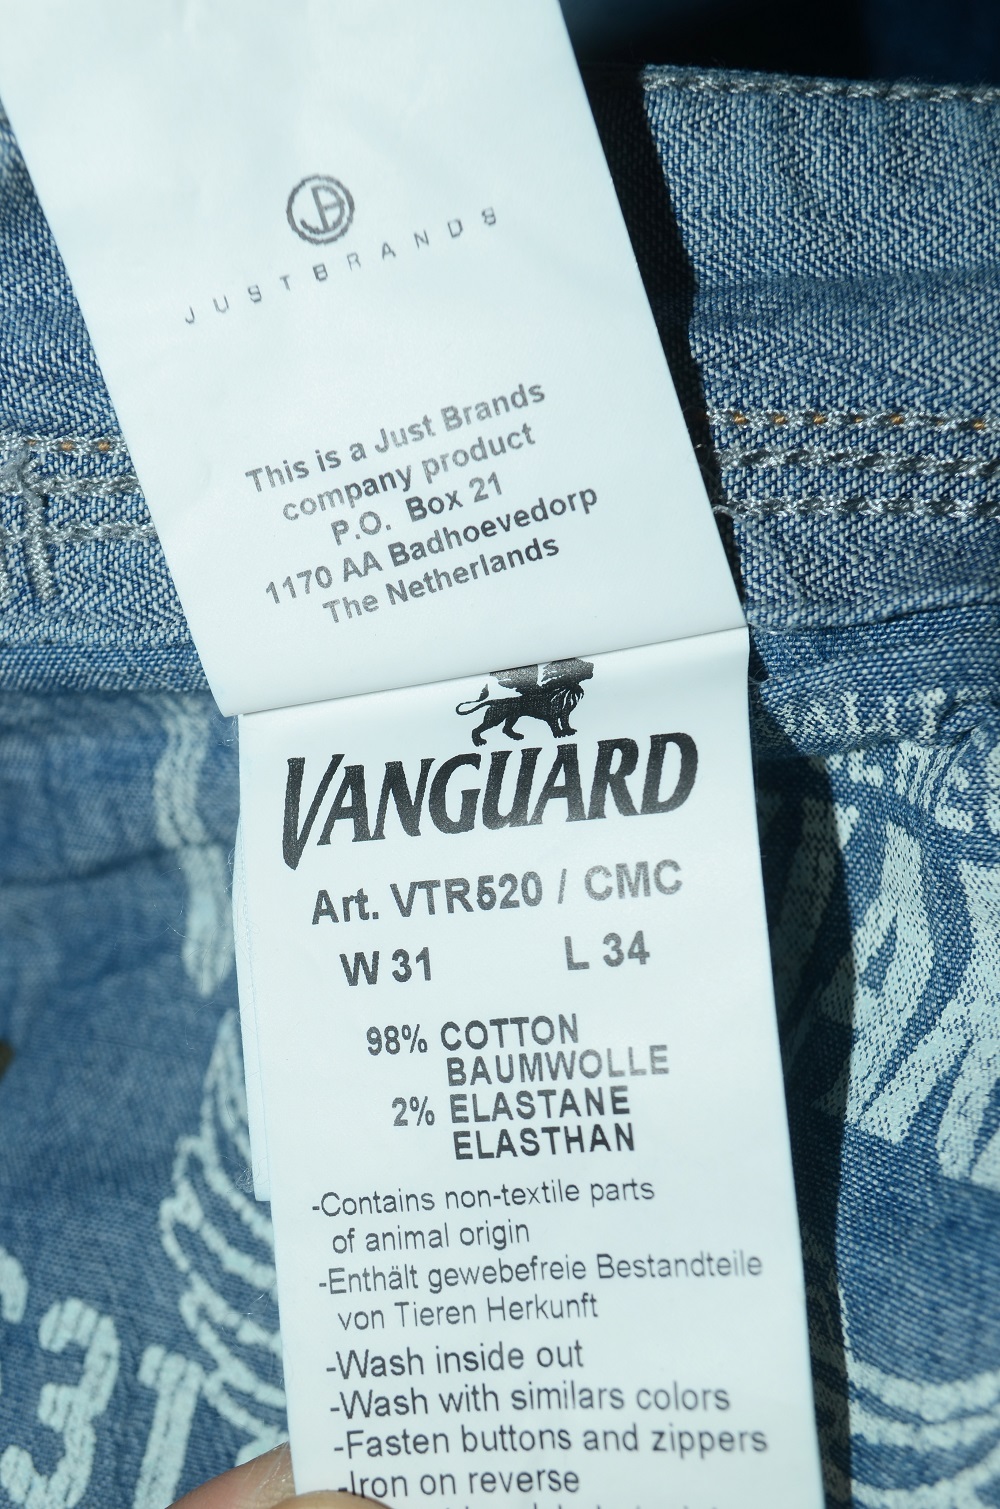 JB
JUSTBRANDS
This is a Just Brands
company product
P.O. Box 21
1170 AA Badhoevedorp
The Netherlands
VANGUARD
Art. VTR520 / CMC
W 31 L 34
98% COTTON
BAUMWOLLE
2% ELASTANE
ELASTHAN
-Contains non-textile parts
of animal origin
-Enthält gewebefreie Bestandteile
von Tieren Herkunft
-Wash inside out
-Wash with similars colors
-Fasten buttons and zippers
-Iron on reverse